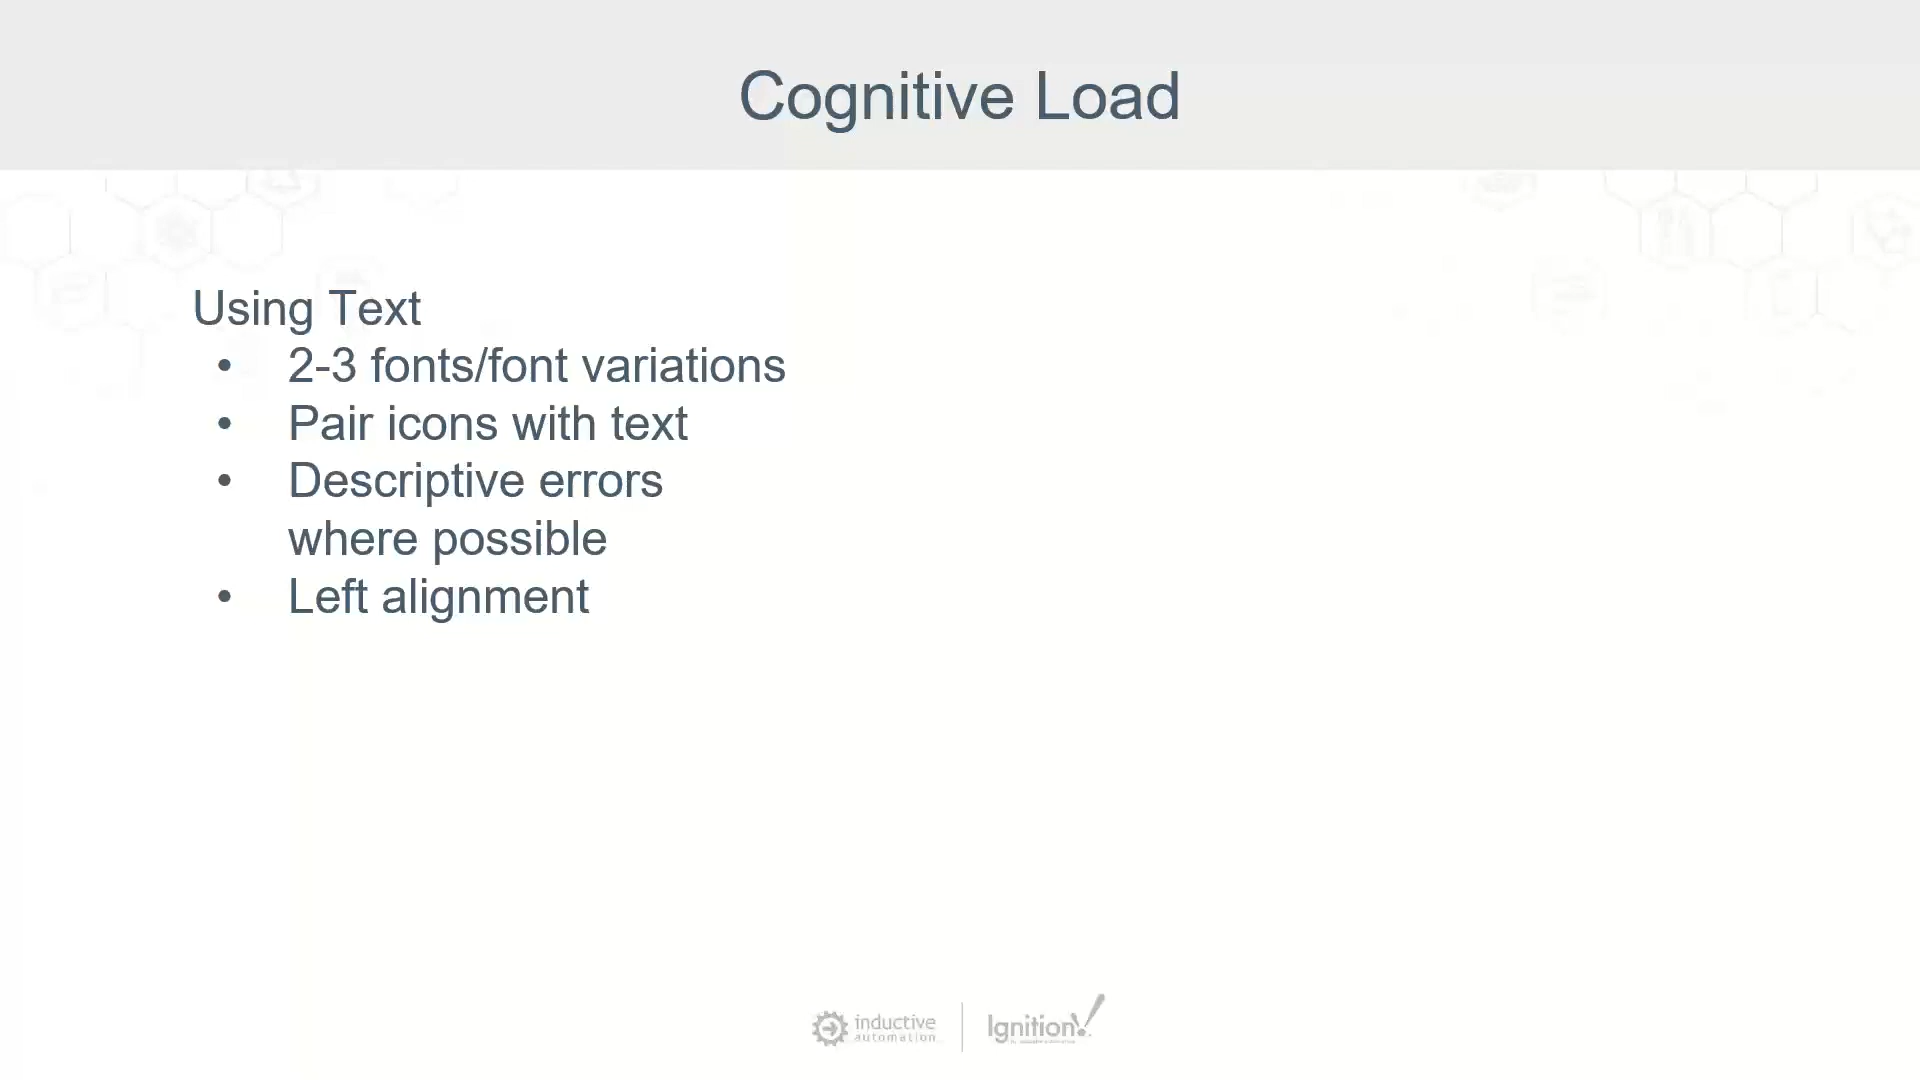 Cognitive Load
Using Text
• 2-3 fonts/font variations
• Pair icons with text
• Descriptive errors
where possible
• Left alignment
inductive
automation
Ignition!